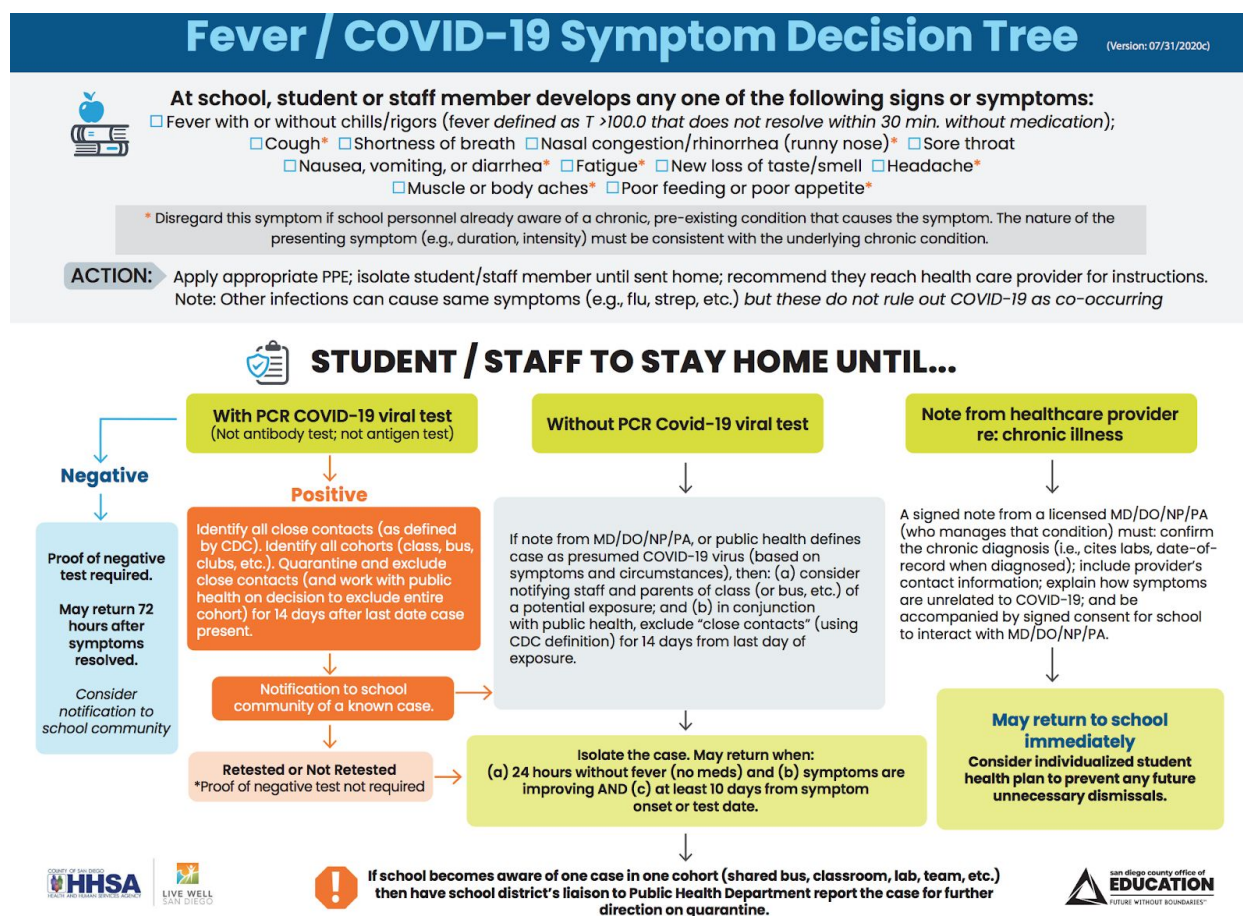 Fever / COVID-19 Symptom Decision Tree
(Version: 07/31/2020c)
At school, student or staff member develops any one of the following signs or symptoms:
☐ Fever with or without chills/rigors (fever defined as T >100.0 that does not resolve within 30 min. without medication);
☐ Cough* ☐ Shortness of breath ☐ Nasal congestion/rhinorrhea (runny nose)* ☐ Sore throat
☐ Nausea, vomiting, or diarrhea* ☐ Fatigue* ☐ New loss of taste/smell ☐ Headache*
☐ Muscle or body aches* ☐ Poor feeding or poor appetite*
* Disregard this symptom if school personnel already aware of a chronic, pre-existing condition that causes the symptom. The nature of the
presenting symptom (e.g., duration, intensity) must be consistent with the underlying chronic condition.
ACTION:
Apply appropriate PPE; isolate student/staff member until sent home; recommend they reach health care provider for instructions.
Note: Other infections can cause same symptoms (e.g., flu, strep, etc.) but these do not rule out COVID-19 as co-occurring
STUDENT / STAFF TO STAY HOME UNTIL...
With PCR COVID-19 viral test
(Not antibody test; not antigen test)
Negative
Proof of negative
test required.
May return 72
hours after
symptoms
resolved.
Consider
notification to
school community
Positive
Identify all close contacts (as defined
by CDC). Identify all cohorts (class, bus,
clubs, etc.). Quarantine and exclude
close contacts (and work with public
health on decision to exclude entire
cohort) for 14 days after last date case
present.
Notification to school
community of a known case.
Retested or Not Retested
*Proof of negative test not required
Without PCR Covid-19 viral test
If note from MD/DO/NP/PA, or public health defines
case as presumed COVID-19 virus (based on
symptoms and circumstances), then: (a) consider
notifying staff and parents of class (or bus, etc.) of
a potential exposure; and (b) in conjunction
with public health, exclude "close contacts" (using
CDC definition) for 14 days from last day of
exposure.
Isolate the case. May return when:
(a) 24 hours without fever (no meds) and (b) symptoms are
improving AND (c) at least 10 days from symptom
onset or test date.
Note from healthcare provider
re: chronic illness
A signed note from a licensed MD/DO/NP/PA
(who manages that condition) must: confirm
the chronic diagnosis (i.e., cites labs, date-of-
record when diagnosed); include provider's
contact information; explain how symptoms
are unrelated to COVID-19; and be
accompanied by signed consent for school
to interact with MD/DO/NP/PA.
May return to school
immediately
Consider individualized student
health plan to prevent any future
unnecessary dismissals.
COUNTY OF SAN DIEGO
HHSA
HEALTH AND HUMAN SERVICES AGENCY
LIVE WELL
SAN DIEGO
!
If school becomes aware of one case in one cohort (shared bus, classroom, lab, team, etc.)
then have school district's liaison to Public Health Department report the case for further
direction on quarantine.
san diego county office of
EDUCATION
FUTURE WITHOUT BOUNDARIES™